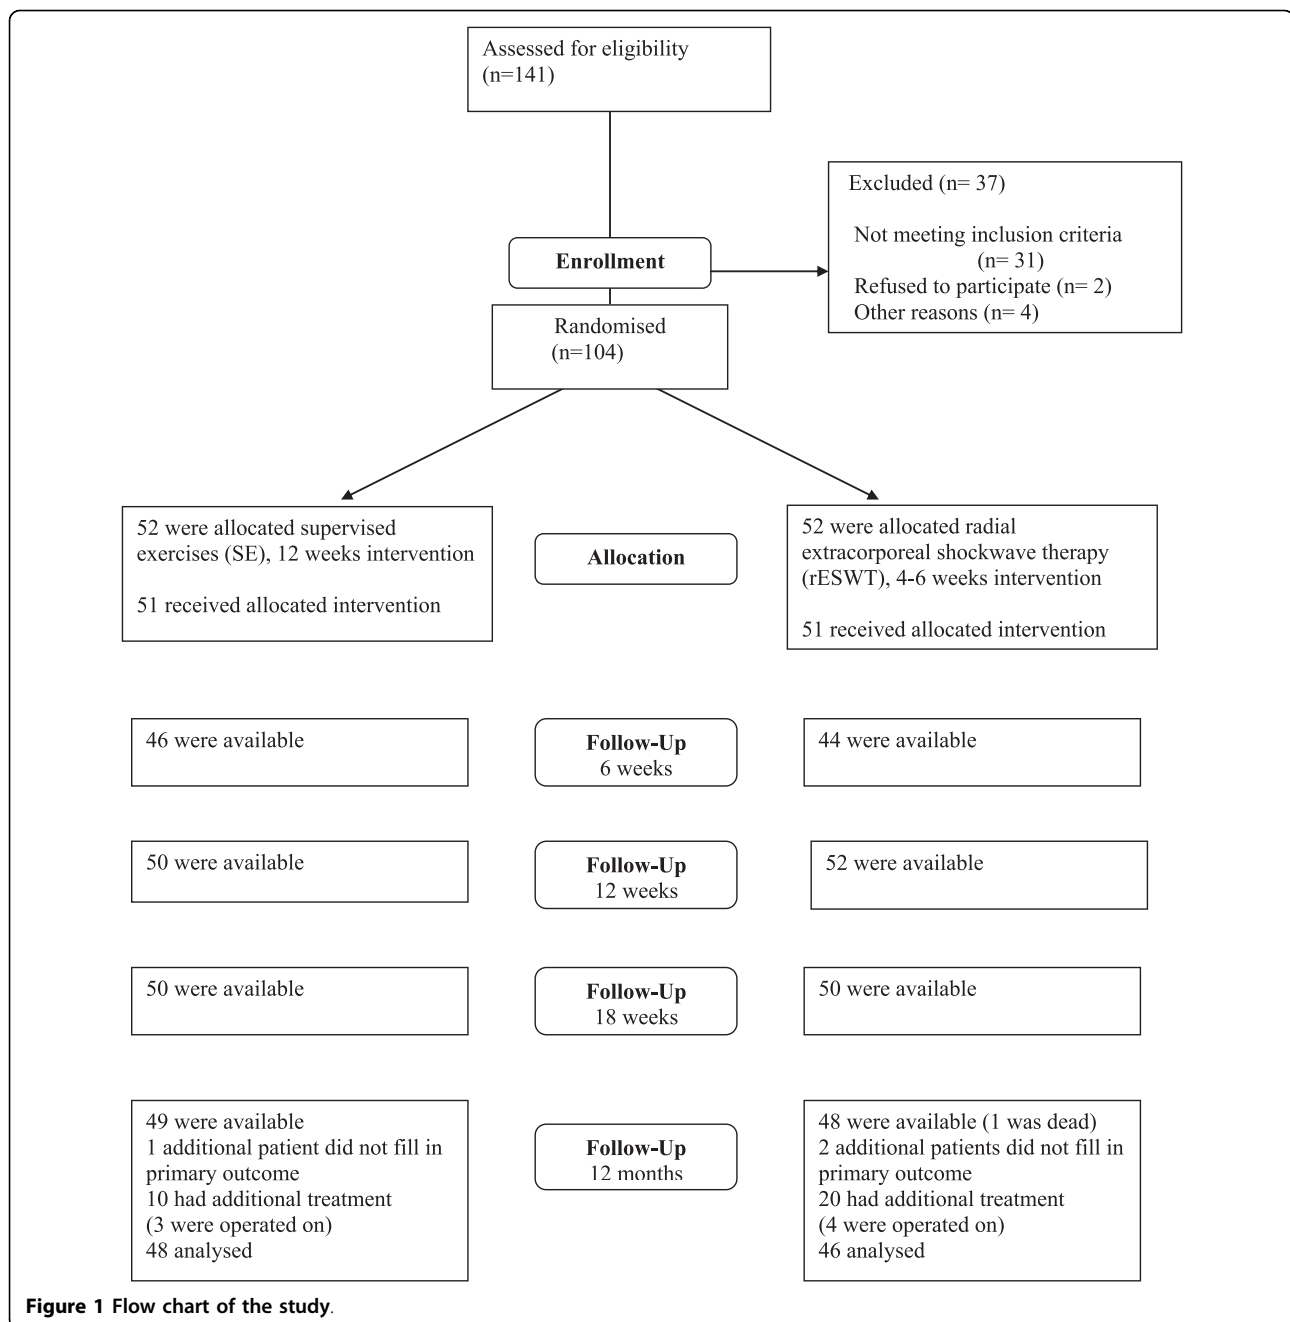 Assessed for eligibility
(n=141)
Excluded (n= 37)
Not meeting inclusion criteria
(n= 31)
Refused to participate (n= 2)
Other reasons (n= 4)
Enrollment
Randomised
(n=104)
52 were allocated supervised
exercises (SE), 12 weeks intervention
51 received allocated intervention
Allocation
52 were allocated radial
extracorporeal shockwave therapy
(rESWT), 4-6 weeks intervention
51 received allocated intervention
46 were available
Follow-Up
6 weeks
44 were available
50 were available
Follow-Up
12 weeks
52 were available
50 were available
Follow-Up
18 weeks
50 were available
49 were available
1 additional patient did not fill in
primary outcome
10 had additional treatment
(3 were operated on)
48 analysed
Follow-Up
12 months
48 were available (1 was dead)
2 additional patients did not fill in
primary outcome
20 had additional treatment
(4 were operated on)
46 analysed
Figure 1 Flow chart of the study.